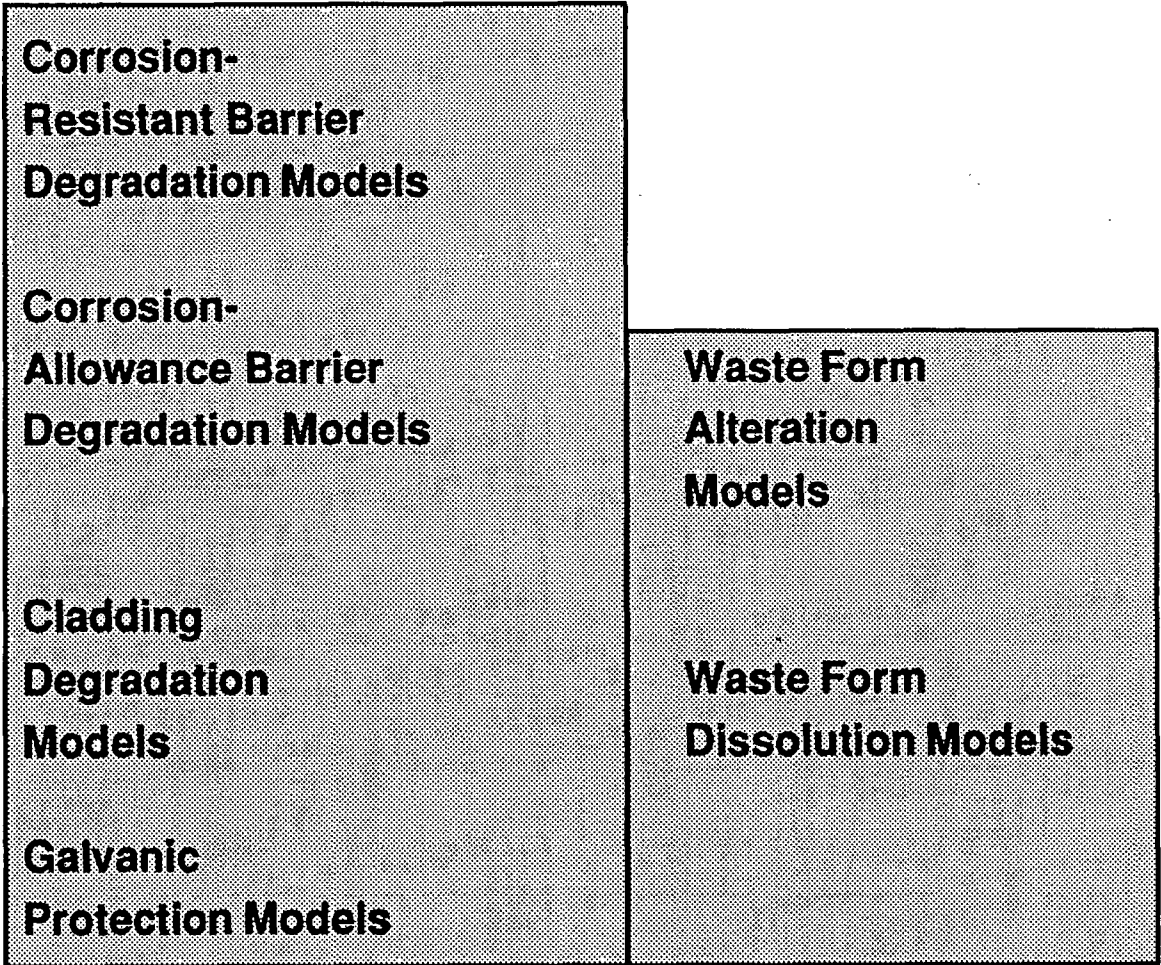 Corrosion-
Resistant Barrier
Degradation Models
Corrosion-
Allowance Barrier
Degradation Models
Cladding
Degradation
Models
Galvanic
Protection Models
Waste Form
Alteration
Models
Waste Form
Dissolution Models